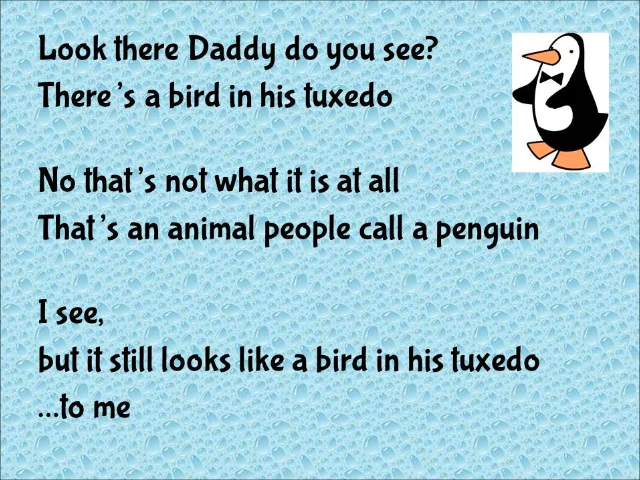 Look there Daddy do you see?
There's a bird in his tuxedo
No that's not what it is at all
That's an animal people call a penguin
I see,
but it still looks like a bird in his tuxedo
...to me